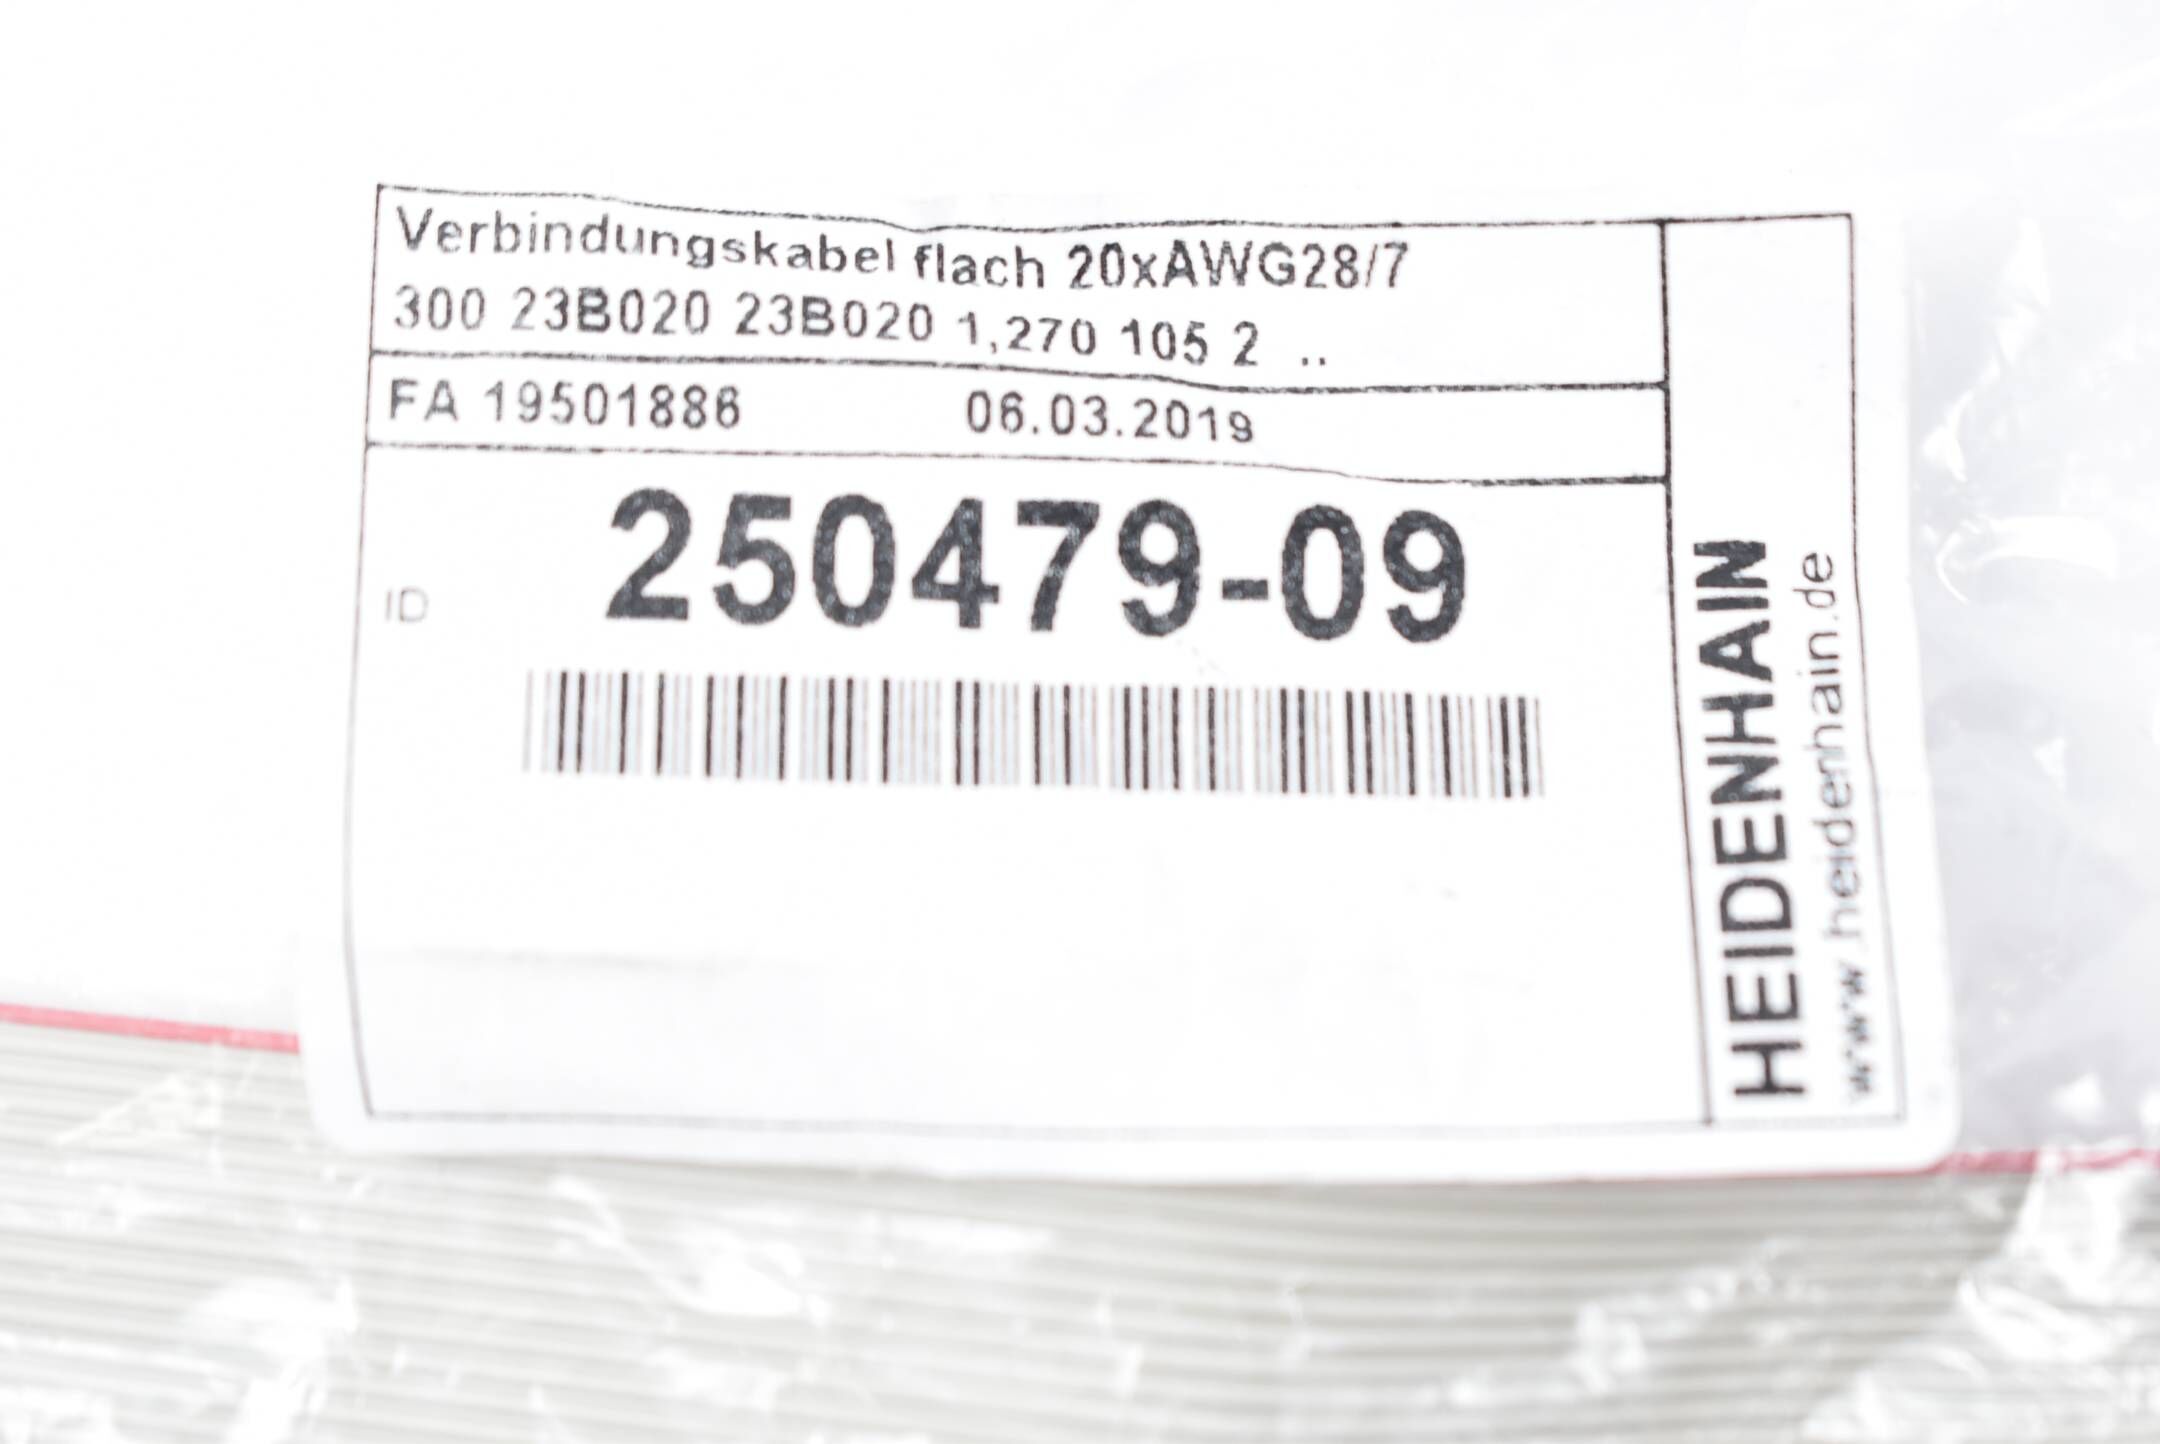 Verbindungskabel flach 20xAWG28/7
300 23B020 23B020 1,270 105 2 ..
FA 19501886 06.03.2019
ID 250479-09
HEIDENHAIN
www.heidenhain.de